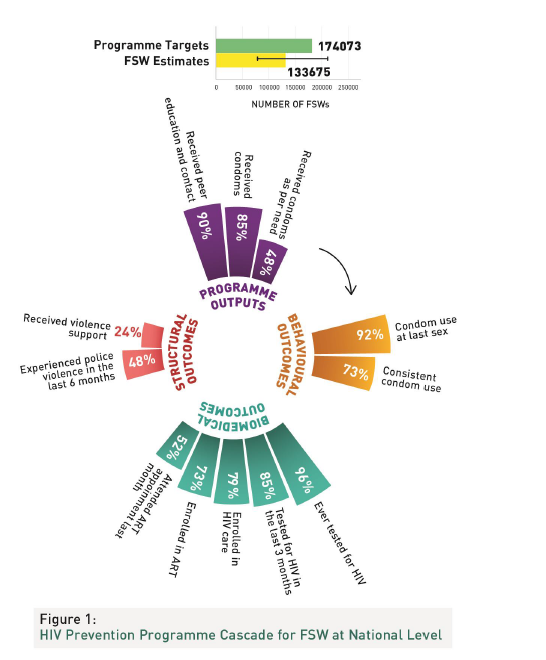 Programme Targets
174073
FSW Estimates
133675
0 50000 100000 150000 200000 250000
NUMBER OF FSWs
Received peer
education and contact
90%
Received
condoms
85%
Received condoms
as per need
48%
PROGRAMME
OUTPUTS
BEHAVIOURAL
OUTCOMES
92%
Condom use
at last sex
73%
Consistent
condom use
BIOMEDICAL
OUTCOMES
96%
Ever tested for HIV
85%
Tested for HIV in
the last 3 months
79%
Enrolled in
HIV care
73%
Enrolled in ART
52%
Attended ART
appointment last
month
STRUCTURAL
OUTCOMES
Received violence
support
24%
Experienced police
violence in the
last 6 months
48%
Figure 1:
HIV Prevention Programme Cascade for FSW at National Level